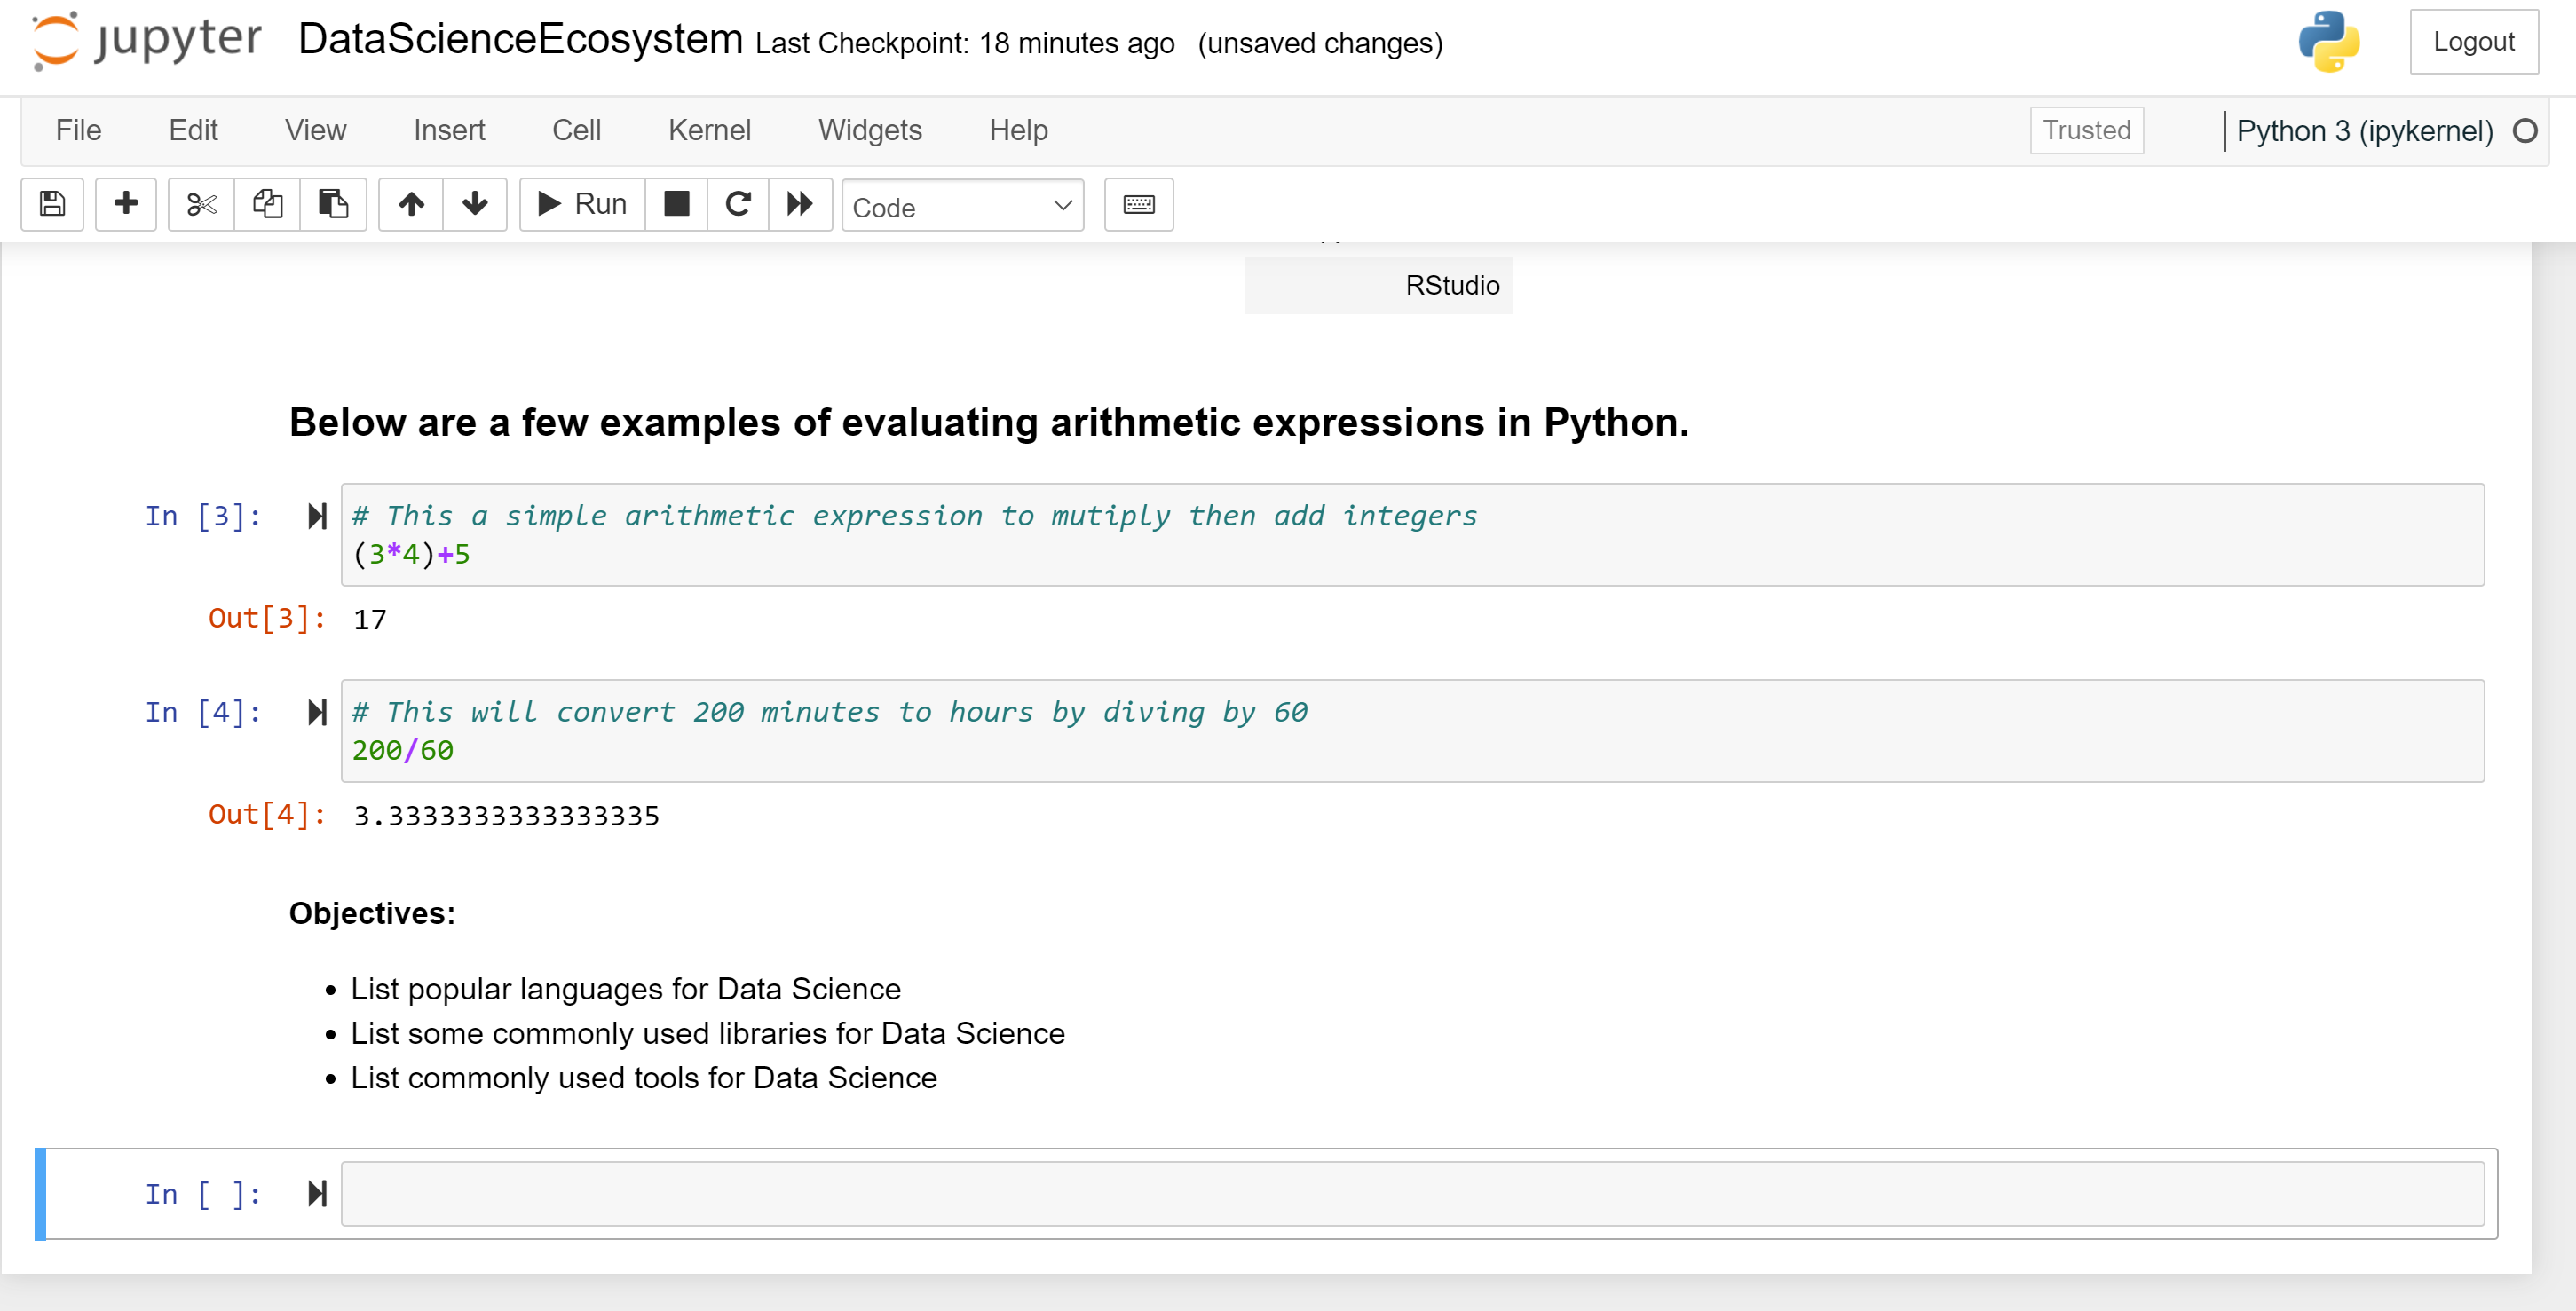 jupyter DataScienceEcosystem Last Checkpoint: 18 minutes ago (unsaved changes) Logout
File Edit View Insert Cell Kernel Widgets Help Trusted Python 3 (ipykernel)
Run Code
RStudio
Below are a few examples of evaluating arithmetic expressions in Python.
In [3]: # This a simple arithmetic expression to mutiply then add integers
(3*4)+5
Out[3]: 17
In [4]: # This will convert 200 minutes to hours by diving by 60
200/60
Out[4]: 3.3333333333333335
Objectives:
• List popular languages for Data Science
• List some commonly used libraries for Data Science
• List commonly used tools for Data Science
In [ ]: